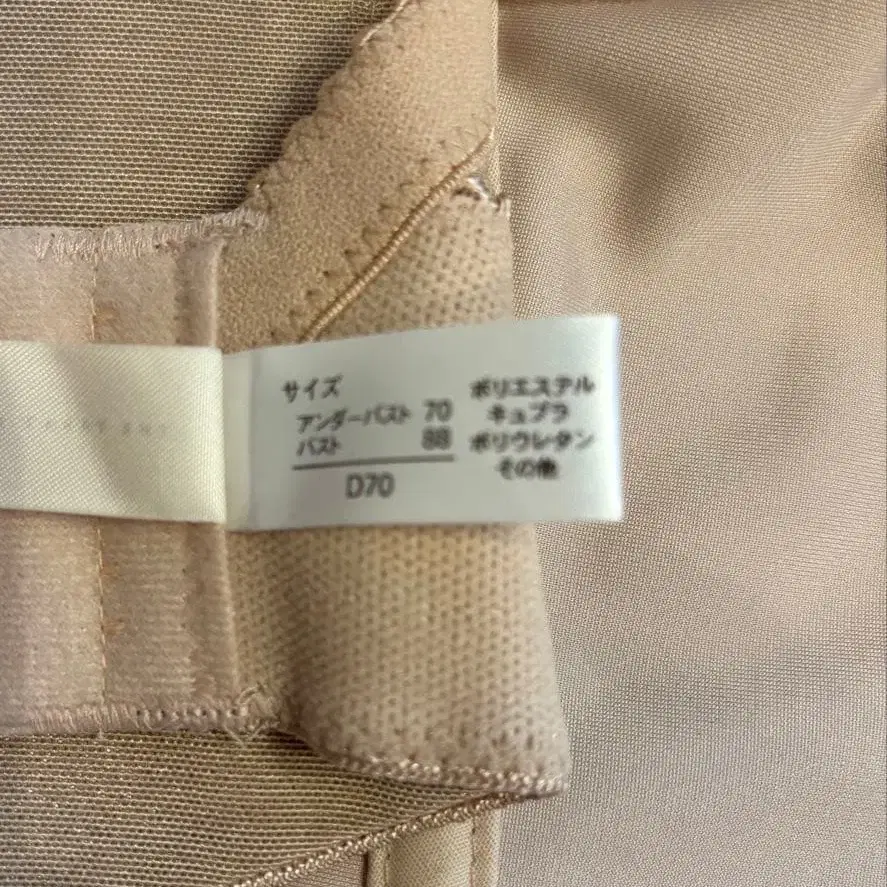 サイズ
アンダーバスト 70
バスト 88
D70
ポリエステル
キュプラ
ポリウレタン
その他